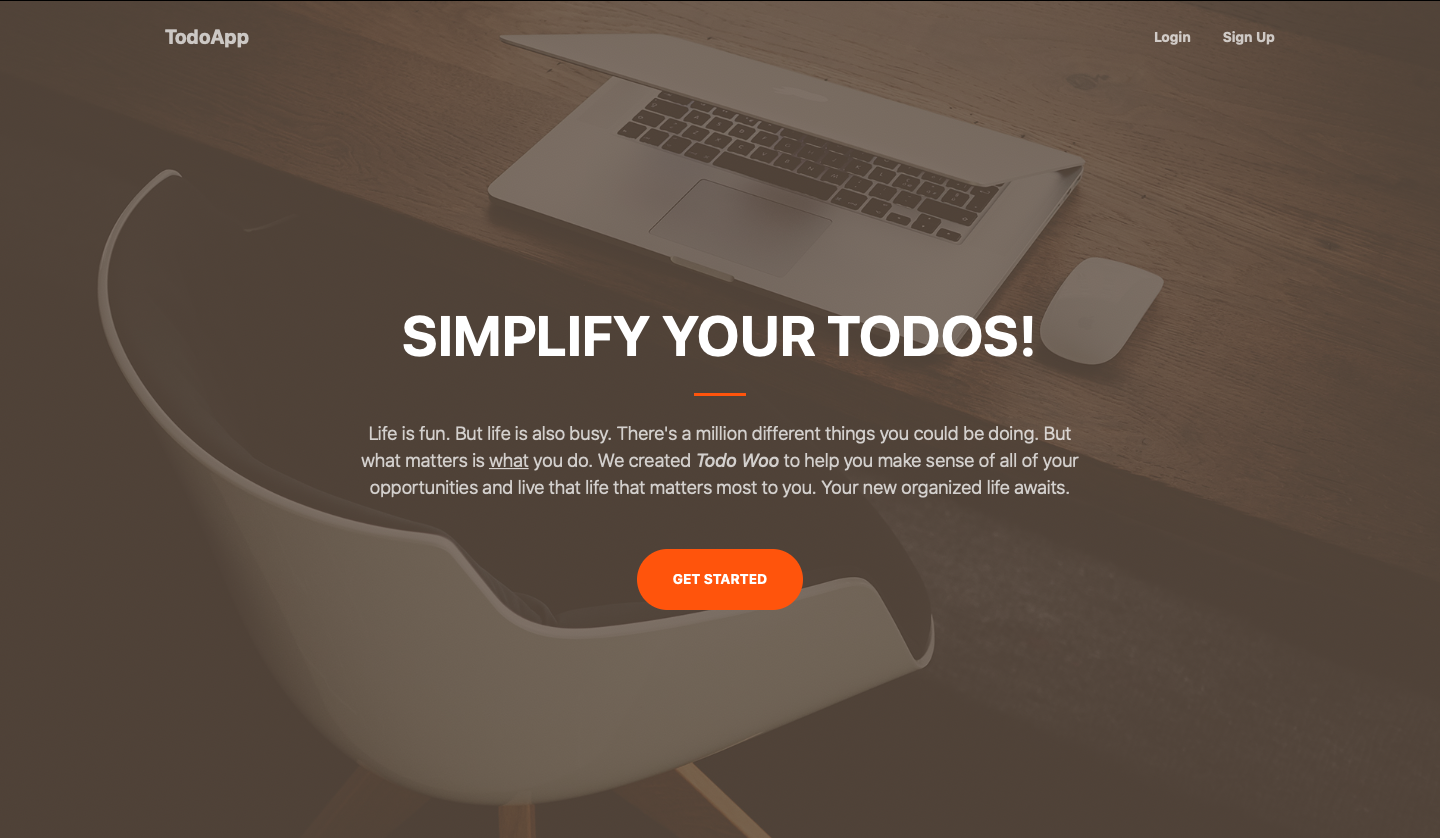 TodoApp
Login
Sign Up
SIMPLIFY YOUR TODOS!
Life is fun. But life is also busy. There's a million different things you could be doing. But
what matters is what you do. We created Todo Woo to help you make sense of all of your
opportunities and live that life that matters most to you. Your new organized life awaits.
GET STARTED